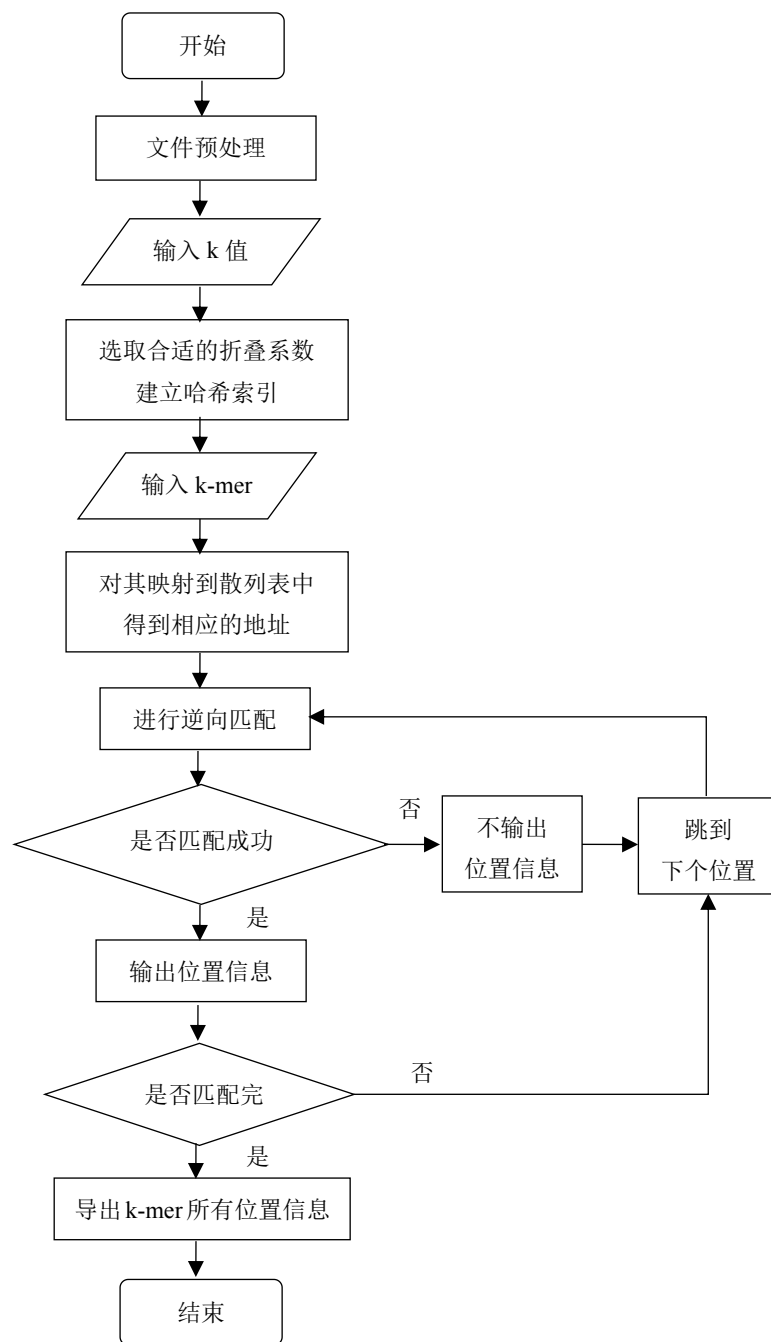 开始
文件预处理
输入 k 值
选取合适的折叠系数
建立哈希索引
输入 k-mer
对其映射到散列表中
得到相应的地址
进行逆向匹配
是否匹配成功
否
不输出
位置信息
跳到
下个位置
是
输出位置信息
是否匹配完
否
是
导出 k-mer 所有位置信息
结束